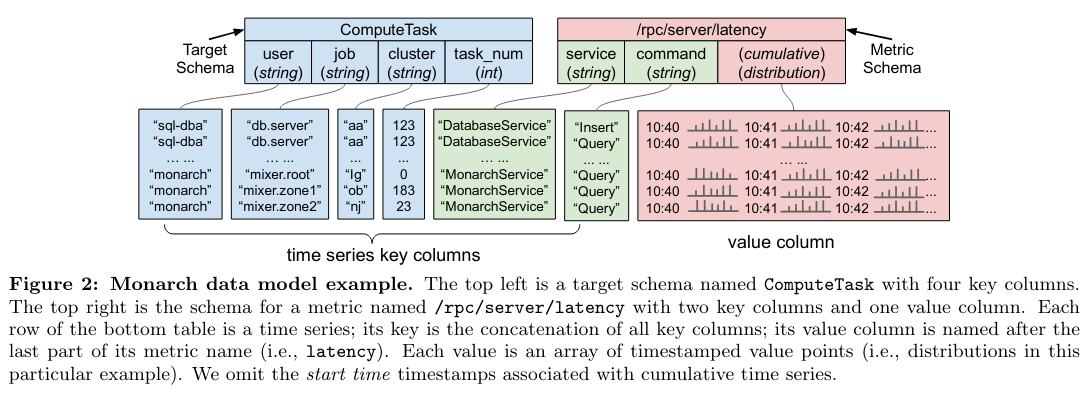 Target
Schema
ComputeTask
user
(string)
job
(string)
cluster
(string)
task_num
(int)
/rpc/server/latency
service
(string)
command
(string)
(cumulative)
(distribution)
Metric
Schema
“sql-dba” “db.server” “aa” 123 “DatabaseService” “Insert” 10:40 10:41 10:42 ...
“sql-dba” “db.server” “aa” 123 “DatabaseService” “Query” 10:40 10:41 10:42 ...
... ... ... ... ... ... ... ... ... ... ... ...
“monarch” “mixer.root” “lg” 0 “MonarchService” “Query” 10:40 10:41 10:42 ...
“monarch” “mixer.zone1” “ob” 183 “MonarchService” “Query” 10:40 10:41 10:42 ...
“monarch” “mixer.zone2” “nj” 23 “MonarchService” “Query” 10:40 10:41 10:42 ...
time series key columns
value column
Figure 2: Monarch data model example. The top left is a target schema named ComputeTask with four key columns.
The top right is the schema for a metric named /rpc/server/latency with two key columns and one value column. Each
row of the bottom table is a time series; its key is the concatenation of all key columns; its value column is named after the
last part of its metric name (i.e., latency). Each value is an array of timestamped value points (i.e., distributions in this
particular example). We omit the start time timestamps associated with cumulative time series.